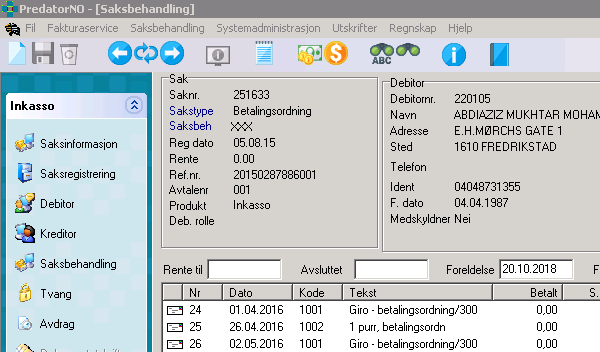 PredatorNO - [Saksbehandling]
Fil Fakturaservice Saksbehandling Systemadministrasjon Utskrifter Regnskap Hjelp
ABC
Inkasso
Saksinformasjon
Saksregistrering
Debitor
Kreditor
Saksbehandling
Tvang
Avdrag
Sak
Saknr. 251633
Sakstype Betalingsordning
Saksbeh XXX
Reg dato 05.08.15
Rente 0.00
Ref.nr. 20150287886001
Avtalenr 001
Produkt Inkasso
Deb. rolle
Debitor
Debitornr. 220105
Navn ABDIAZIZ MUKHTAR MOHAM
Adresse E.H.MØRCHS GATE 1
Sted 1610 FREDRIKSTAD
Telefon
Ident 04048731355
F. dato 04.04.1987
Medskyldner Nei
Rente til Avsluttet Foreldelse 20.10.2018 F
Nr Dato Kode Tekst Betalt S.
24 01.04.2016 1001 Giro - betalingsordning/300 0,00
25 26.04.2016 1002 1 purr, betalingsordn 0,00
26 02.05.2016 1001 Giro - betalingsordning/300 0,00